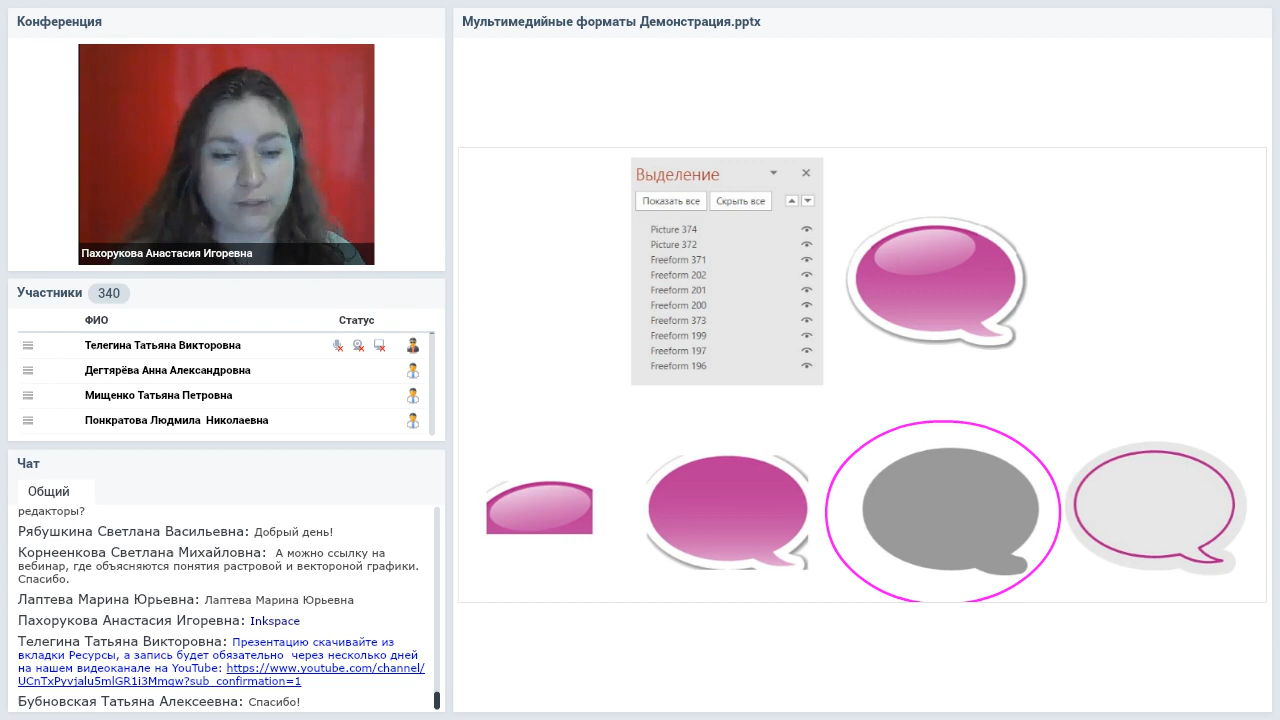 Конференция
Пахорукова Анастасия Игоревна
Участники 340
ФИО Статус
Телегина Татьяна Викторовна
Дегтярёва Анна Александровна
Мищенко Татьяна Петровна
Понкратова Людмила Николаевна
Чат
Общий
редакторы?
Рябушкина Светлана Васильевна: Добрый день!
Корнеенкова Светлана Михайловна: А можно ссылку на
вебинар, где объясняются понятия растровой и вектороной графики.
Спасибо.
Лаптева Марина Юрьевна: Лаптева Марина Юрьевна
Пахорукова Анастасия Игоревна: Inkspace
Телегина Татьяна Викторовна: Презентацию скачивайте из
вкладки Ресурсы, а запись будет обязательно через несколько дней
на нашем видеоканале на YouTube: https://www.youtube.com/channel/
UCnTxPyvjalu5mlGR1i3Mmqw?sub_confirmation=1
Бубновская Татьяна Алексеевна: Спасибо!
Мультимедийные форматы Демонстрация.pptx
Выделение
Показать все Скрыть все
Picture 374
Picture 372
Freeform 371
Freeform 202
Freeform 201
Freeform 200
Freeform 373
Freeform 199
Freeform 197
Freeform 196